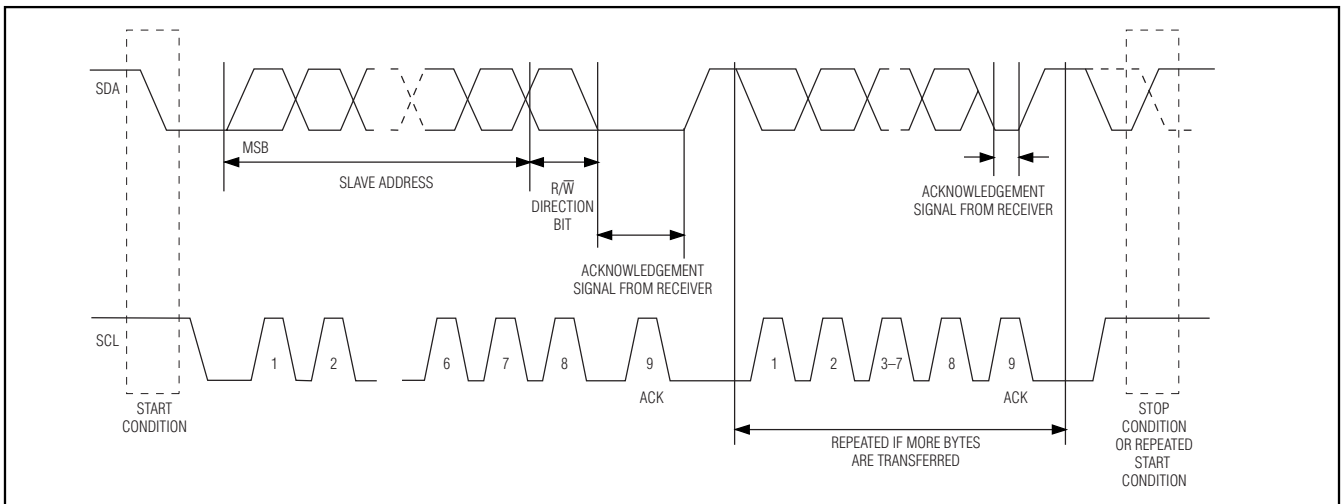 SDA
MSB
SLAVE ADDRESS
R/W̅
DIRECTION
BIT
ACKNOWLEDGEMENT
SIGNAL FROM RECEIVER
ACKNOWLEDGEMENT
SIGNAL FROM RECEIVER
SCL
1 2 6 7 8 9 1 2 3–7 8 9
ACK ACK
START
CONDITION
REPEATED IF MORE BYTES
ARE TRANSFERRED
STOP
CONDITION
OR REPEATED
START
CONDITION